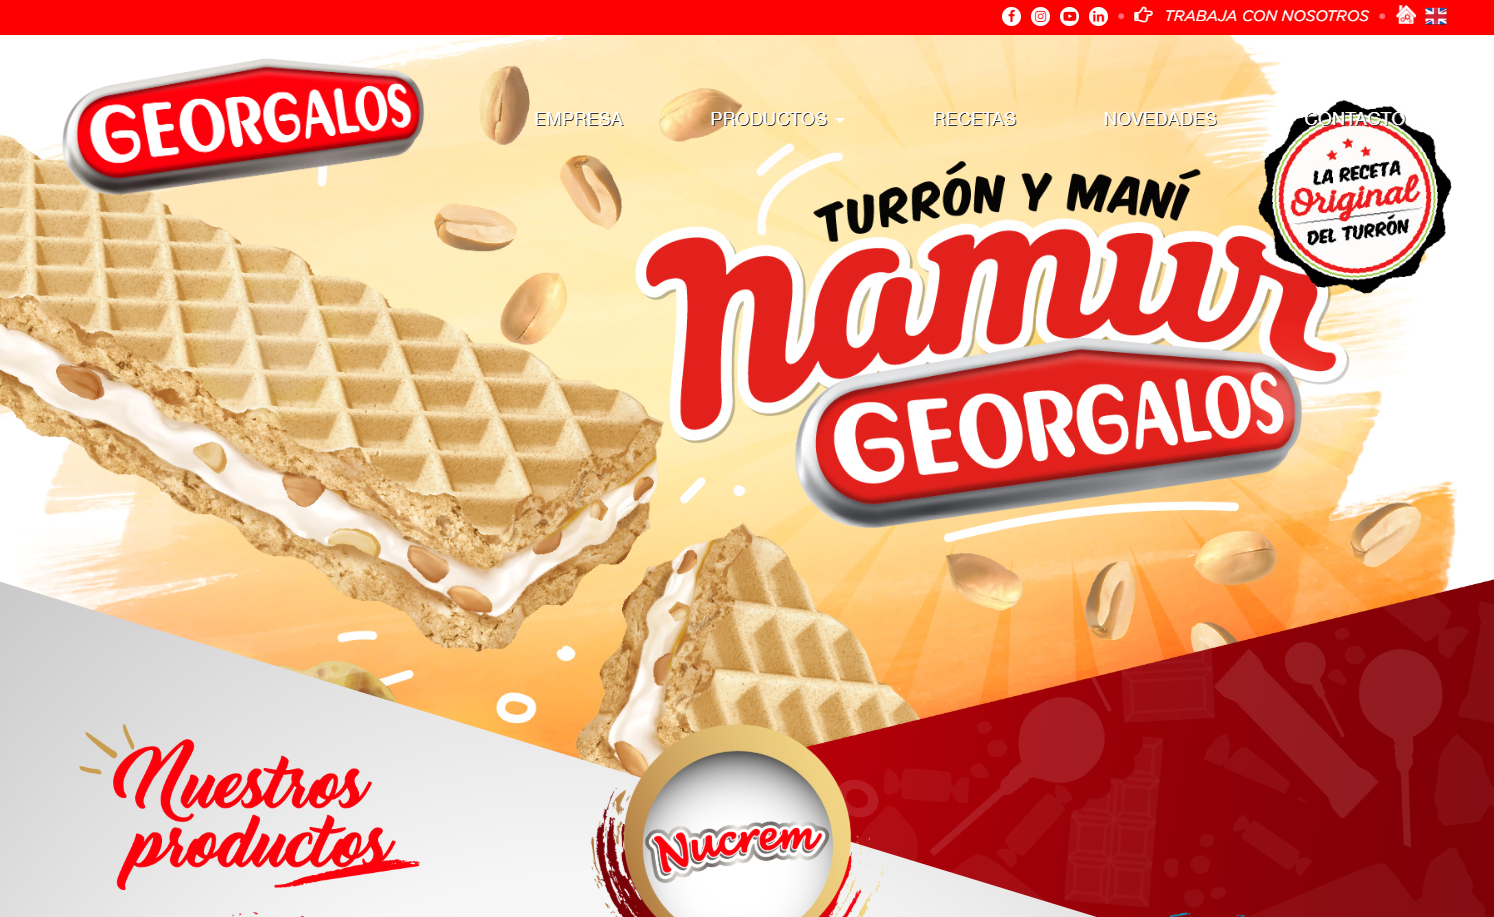 TRABAJA CON NOSOTROS
GEORGALOS
EMPRESA
PRODUCTOS
RECETAS
NOVEDADES
CONTACTO
TURRÓN Y MANÍ
namur
GEORGALOS
LA RECETA
Original
DEL TURRÓN
Nuestros
productos
Nucrem